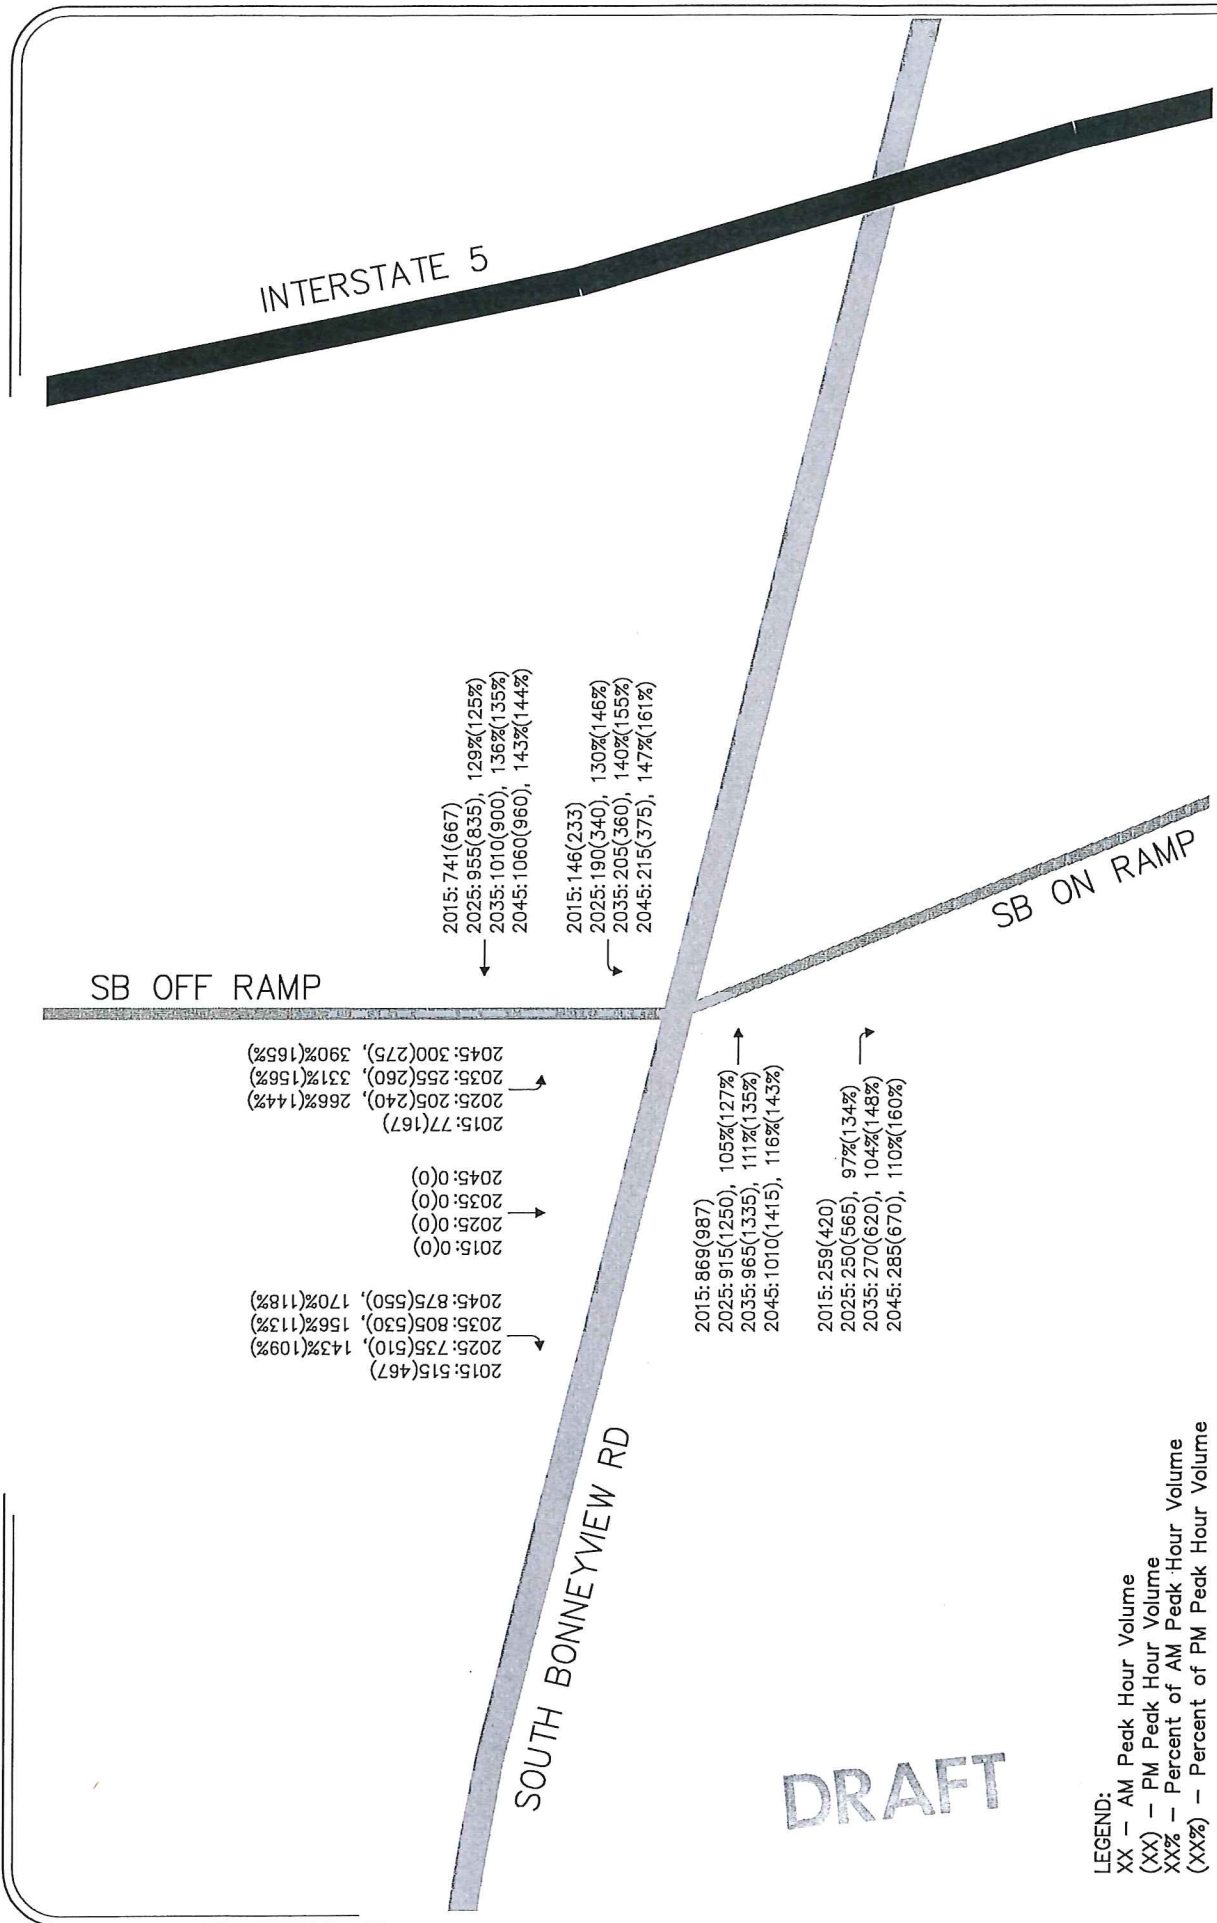 INTERSTATE 5
SB OFF RAMP
2015:741(667)
2025:955(835), 129%(125%)
2035:1010(900), 136%(135%)
2045:1060(960), 143%(144%)
2015:146(233)
2025:190(340), 130%(146%)
2035:205(360), 140%(155%)
2045:215(375), 147%(161%)
2015:77(167)
2025:205(240), 266%(144%)
2035:255(260), 331%(156%)
2045:300(275), 390%(165%)
2015:0(0)
2025:0(0)
2035:0(0)
2045:0(0)
2015:515(467)
2025:735(510), 143%(109%)
2035:805(530), 156%(113%)
2045:875(550), 170%(118%)
SB ON RAMP
2015:869(987)
2025:915(1250), 105%(127%)
2035:965(1335), 111%(135%)
2045:1010(1415), 116%(143%)
2015:259(420)
2025:250(565), 97%(134%)
2035:270(620), 104%(148%)
2045:285(670), 110%(160%)
SOUTH BONNEYVIEW RD
DRAFT
LEGEND:
XX – AM Peak Hour Volume
(XX) – PM Peak Hour Volume
XX% – Percent of AM Peak Hour Volume
(XX%) – Percent of PM Peak Hour Volume